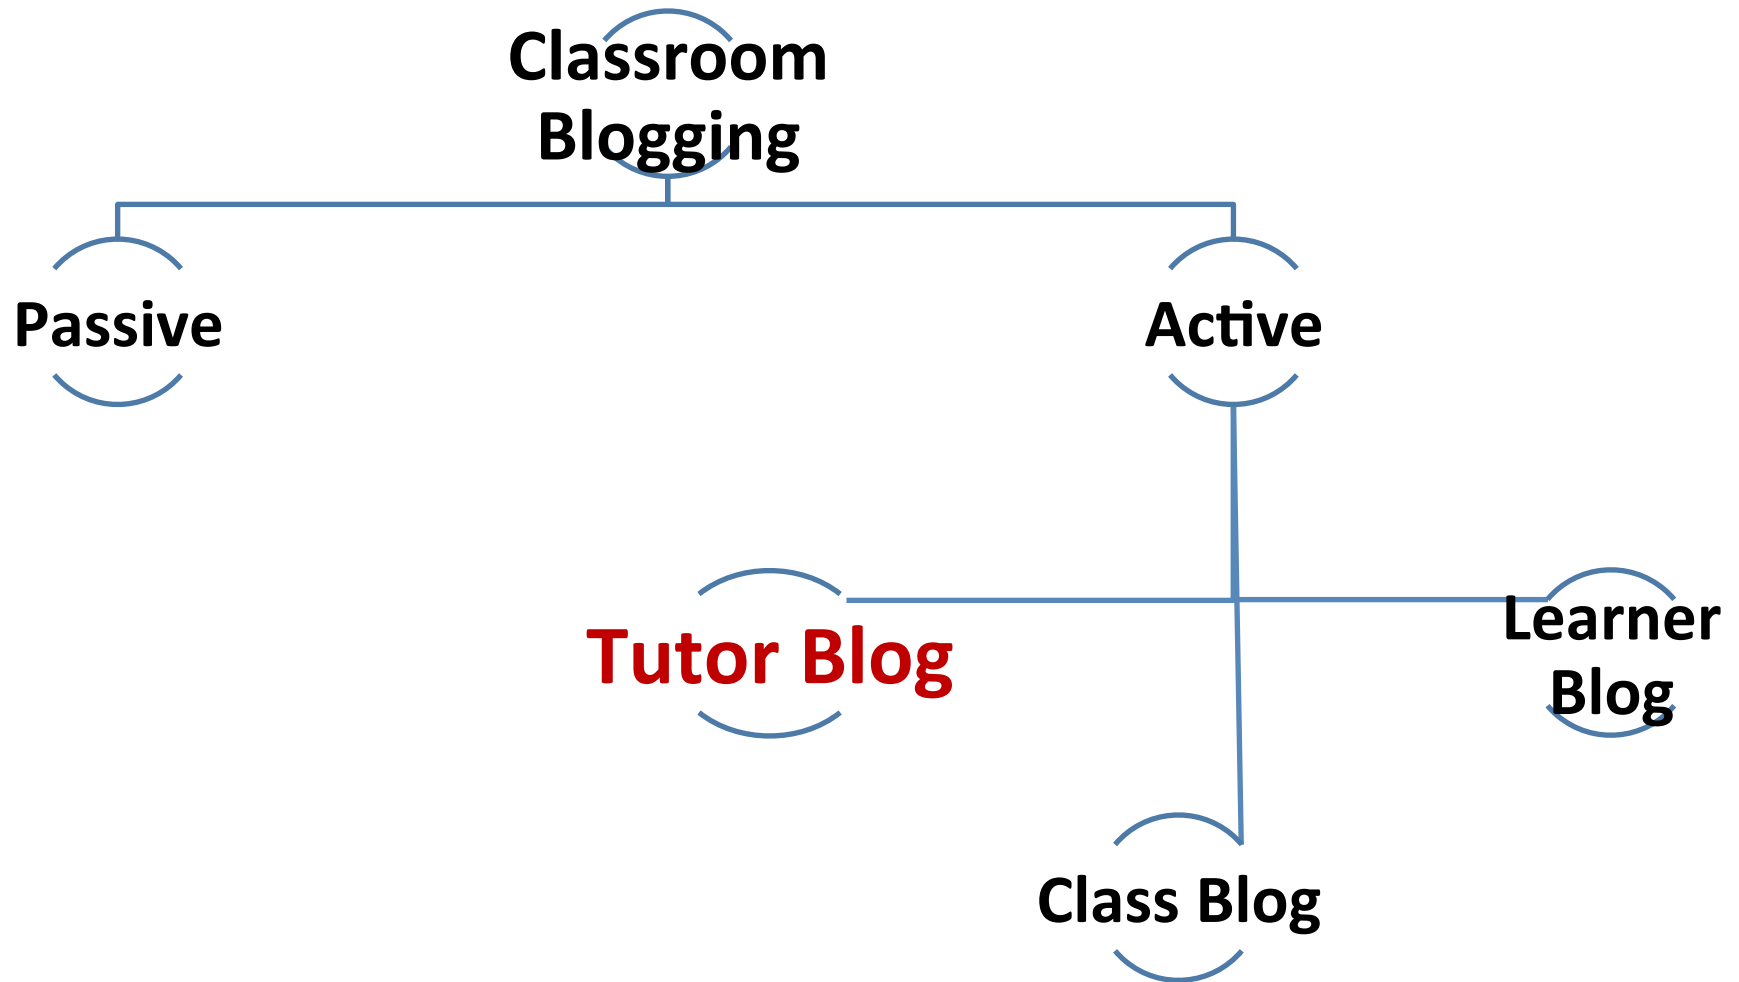 Classroom
Blogging
Passive
Active
Tutor Blog
Learner
Blog
Class Blog